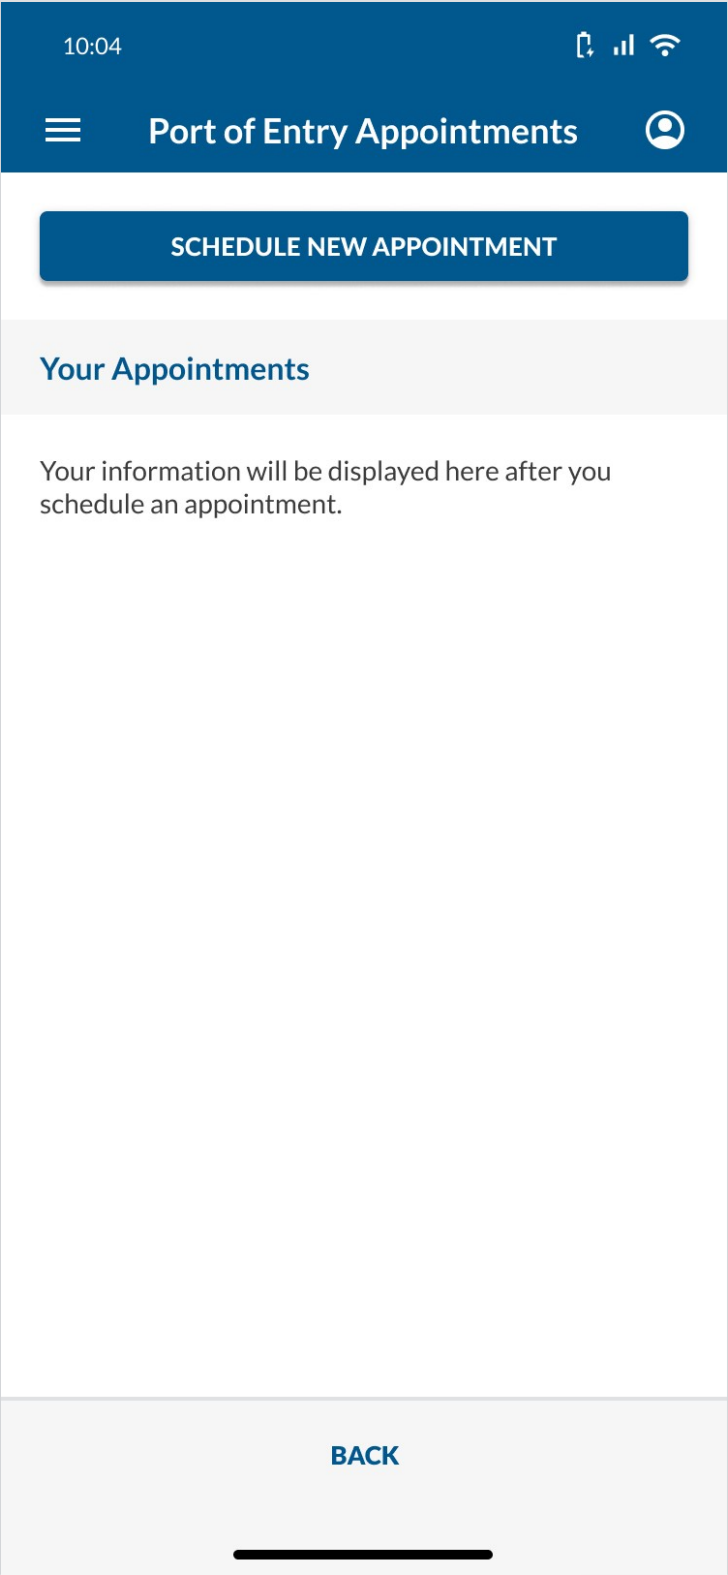 10:04
Port of Entry Appointments
SCHEDULE NEW APPOINTMENT
Your Appointments
Your information will be displayed here after you
schedule an appointment.
BACK